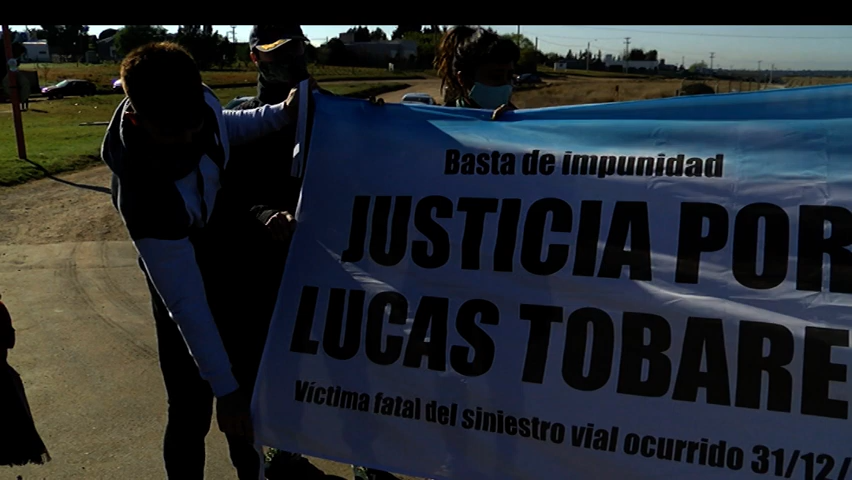 Basta de impunidad
JUSTICIA POR
LUCAS TOBARE
Víctima fatal del siniestro vial ocurrido 31/12/